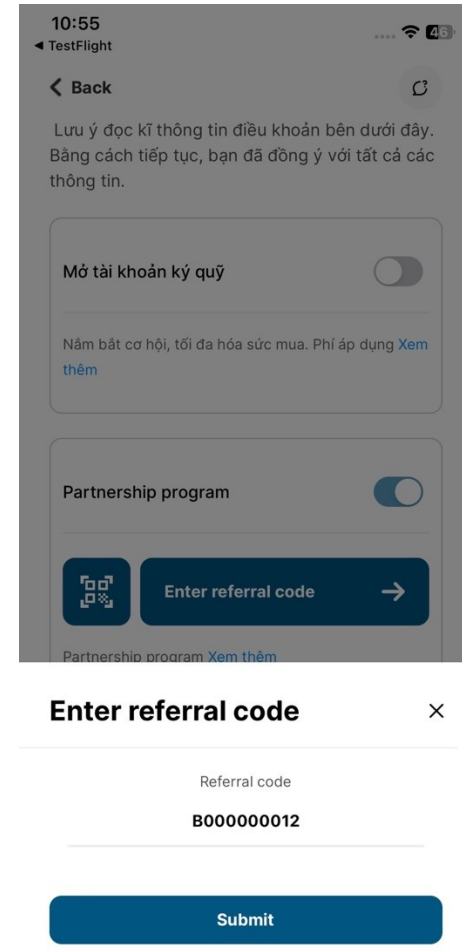 10:55
46
TestFlight
Back
Lưu ý đọc kĩ thông tin điều khoản bên dưới đây.
Bằng cách tiếp tục, bạn đã đồng ý với tất cả các
thông tin.
Mở tài khoản ký quỹ
Nắm bắt cơ hội, tối đa hóa sức mua. Phí áp dụng Xem
thêm
Partnership program
Enter referral code
Partnership program Xem thêm
Enter referral code
Referral code
B000000012
Submit